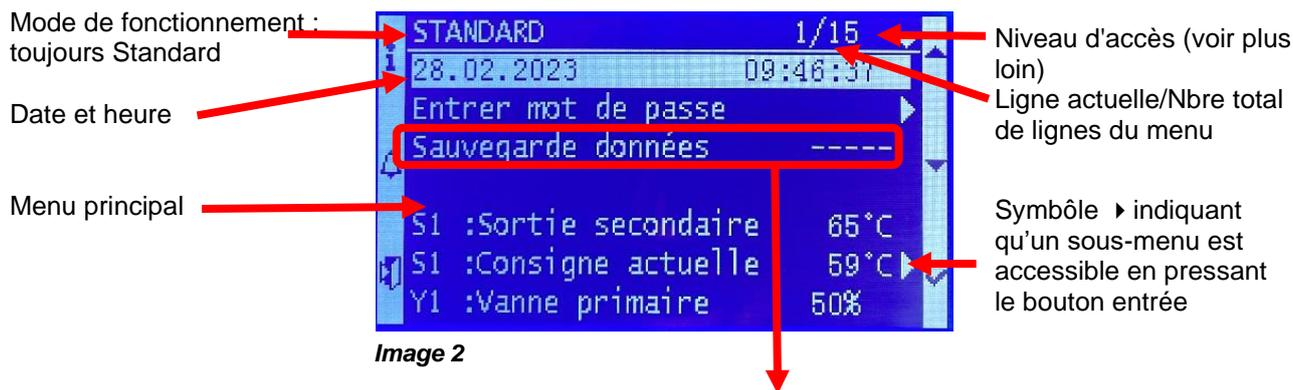 Mode de fonctionnement :
toujours Standard
Date et heure
Menu principal
STANDARD 1/15
28.02.2023 09:46:37
Entrer mot de passe
Sauvegarde données -----
S1 :Sortie secondaire 65°C
S1 :Consigne actuelle 59°C
Y1 :Vanne primaire 50%
Niveau d'accès (voir plus
loin)
Ligne actuelle/Nbre total
de lignes du menu
Symbôle indiquant
qu'un sous-menu est
accessible en pressant
le bouton entrée
Image 2